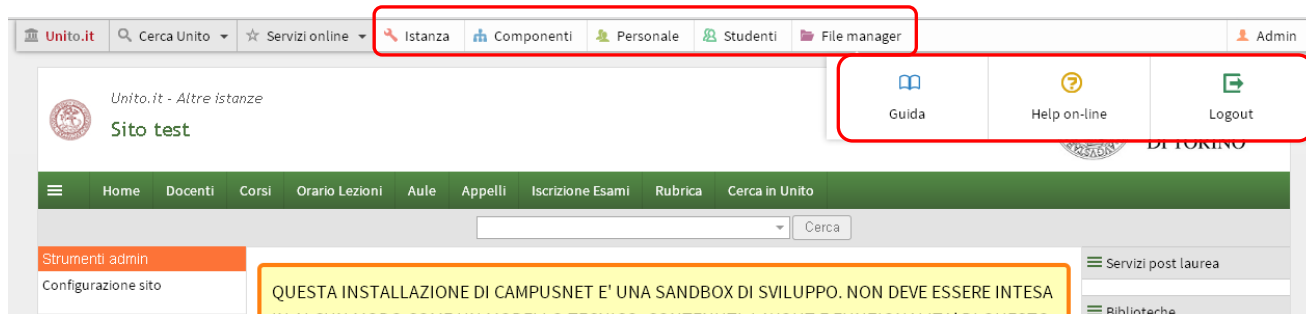 Unito.it Cerca Unito Servizi online Istanza Componenti Personale Studenti File manager Admin
Guida Help on-line Logout
Unito.it - Altre istanze
Sito test
DI TORINO
Home Docenti Corsi Orario Lezioni Aule Appelli Iscrizione Esami Rubrica Cerca in Unito
Cerca
Strumenti admin
Configurazione sito
QUESTA INSTALLAZIONE DI CAMPUSNET E' UNA SANDBOX DI SVILUPPO. NON DEVE ESSERE INTESA
Servizi post laurea
Biblioteche